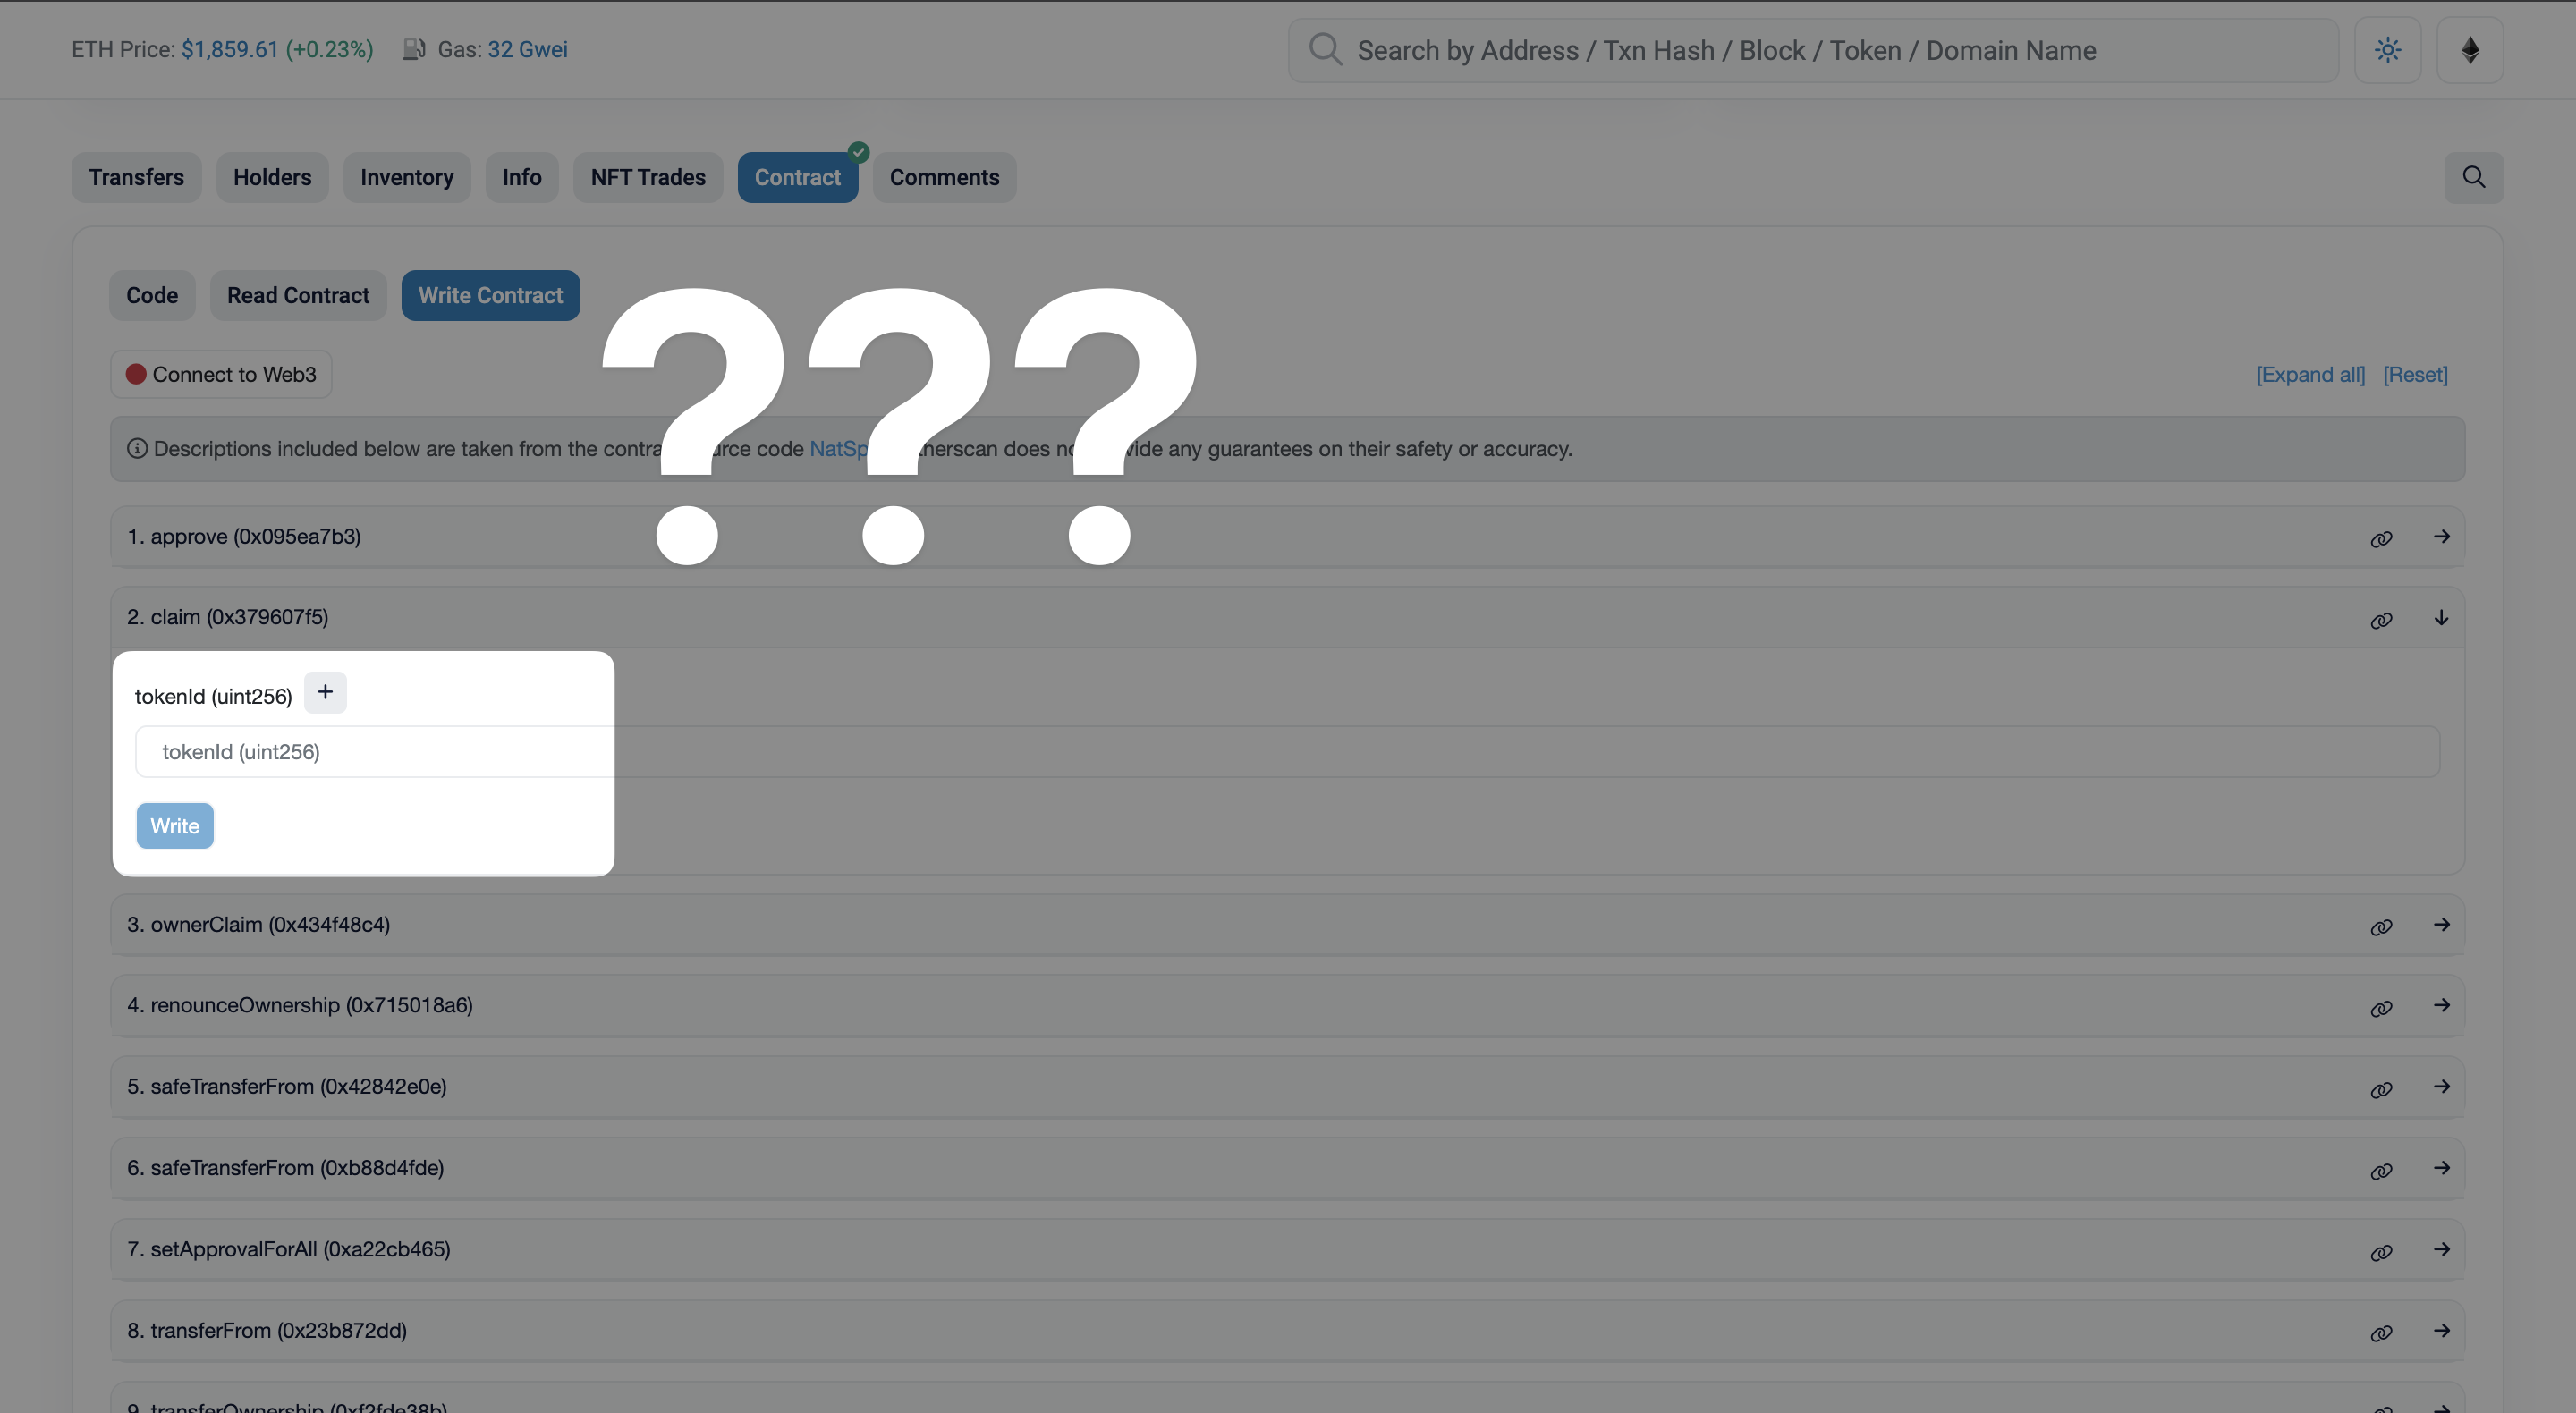 ETH Price: $1,859.61 (+0.23%) Gas: 32 Gwei
Search by Address / Txn Hash / Block / Token / Domain Name
Transfers Holders Inventory Info NFT Trades Contract Comments
Code Read Contract Write Contract
???
Connect to Web3
[Expand all] [Reset]
Descriptions included below are taken from the contra urce code NatSp herscan does no vide any guarantees on their safety or accuracy.
1. approve (0x095ea7b3)
2. claim (0x379607f5)
tokenId (uint256) +
tokenId (uint256)
Write
3. ownerClaim (0x434f48c4)
4. renounceOwnership (0x715018a6)
5. safeTransferFrom (0x42842e0e)
6. safeTransferFrom (0xb88d4fde)
7. setApprovalForAll (0xa22cb465)
8. transferFrom (0x23b872dd)
9. transferOwnership (0xf2fde38b)